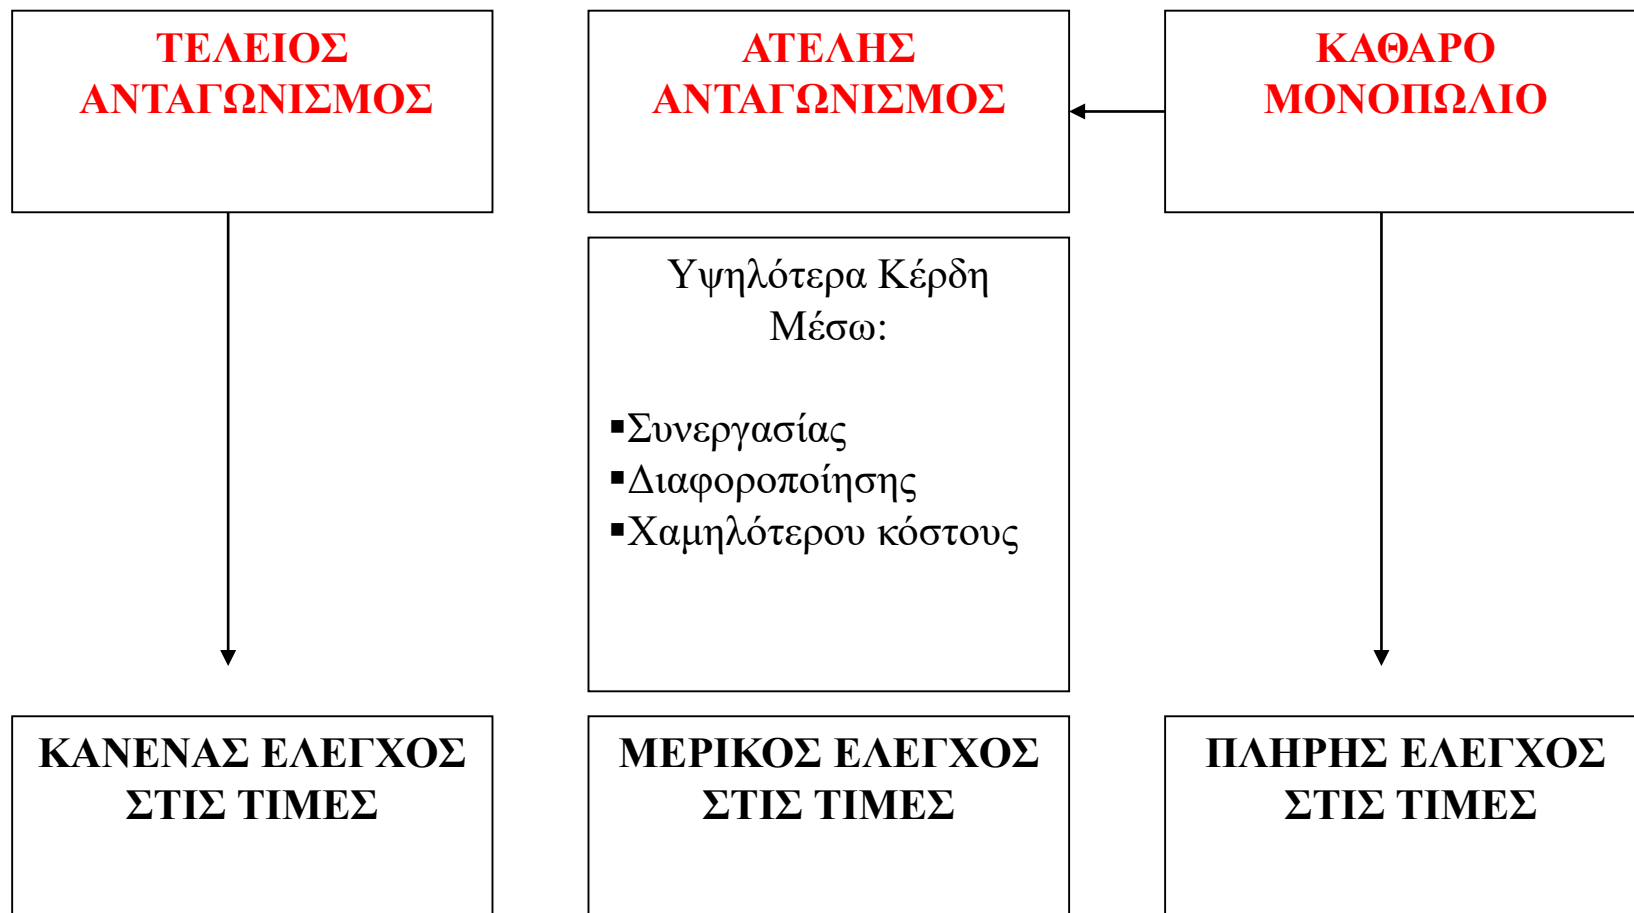 ΤΕΛΕΙΟΣ
ΑΝΤΑΓΩΝΙΣΜΟΣ
ΑΤΕΛΗΣ
ΑΝΤΑΓΩΝΙΣΜΟΣ
ΚΑΘΑΡΟ
ΜΟΝΟΠΩΛΙΟ
Υψηλότερα Κέρδη
Μέσω:
▪Συνεργασίας
▪Διαφοροποίησης
▪Χαμηλότερου κόστους
ΚΑΝΕΝΑΣ ΕΛΕΓΧΟΣ
ΣΤΙΣ ΤΙΜΕΣ
ΜΕΡΙΚΟΣ ΕΛΕΓΧΟΣ
ΣΤΙΣ ΤΙΜΕΣ
ΠΛΗΡΗΣ ΕΛΕΓΧΟΣ
ΣΤΙΣ ΤΙΜΕΣ